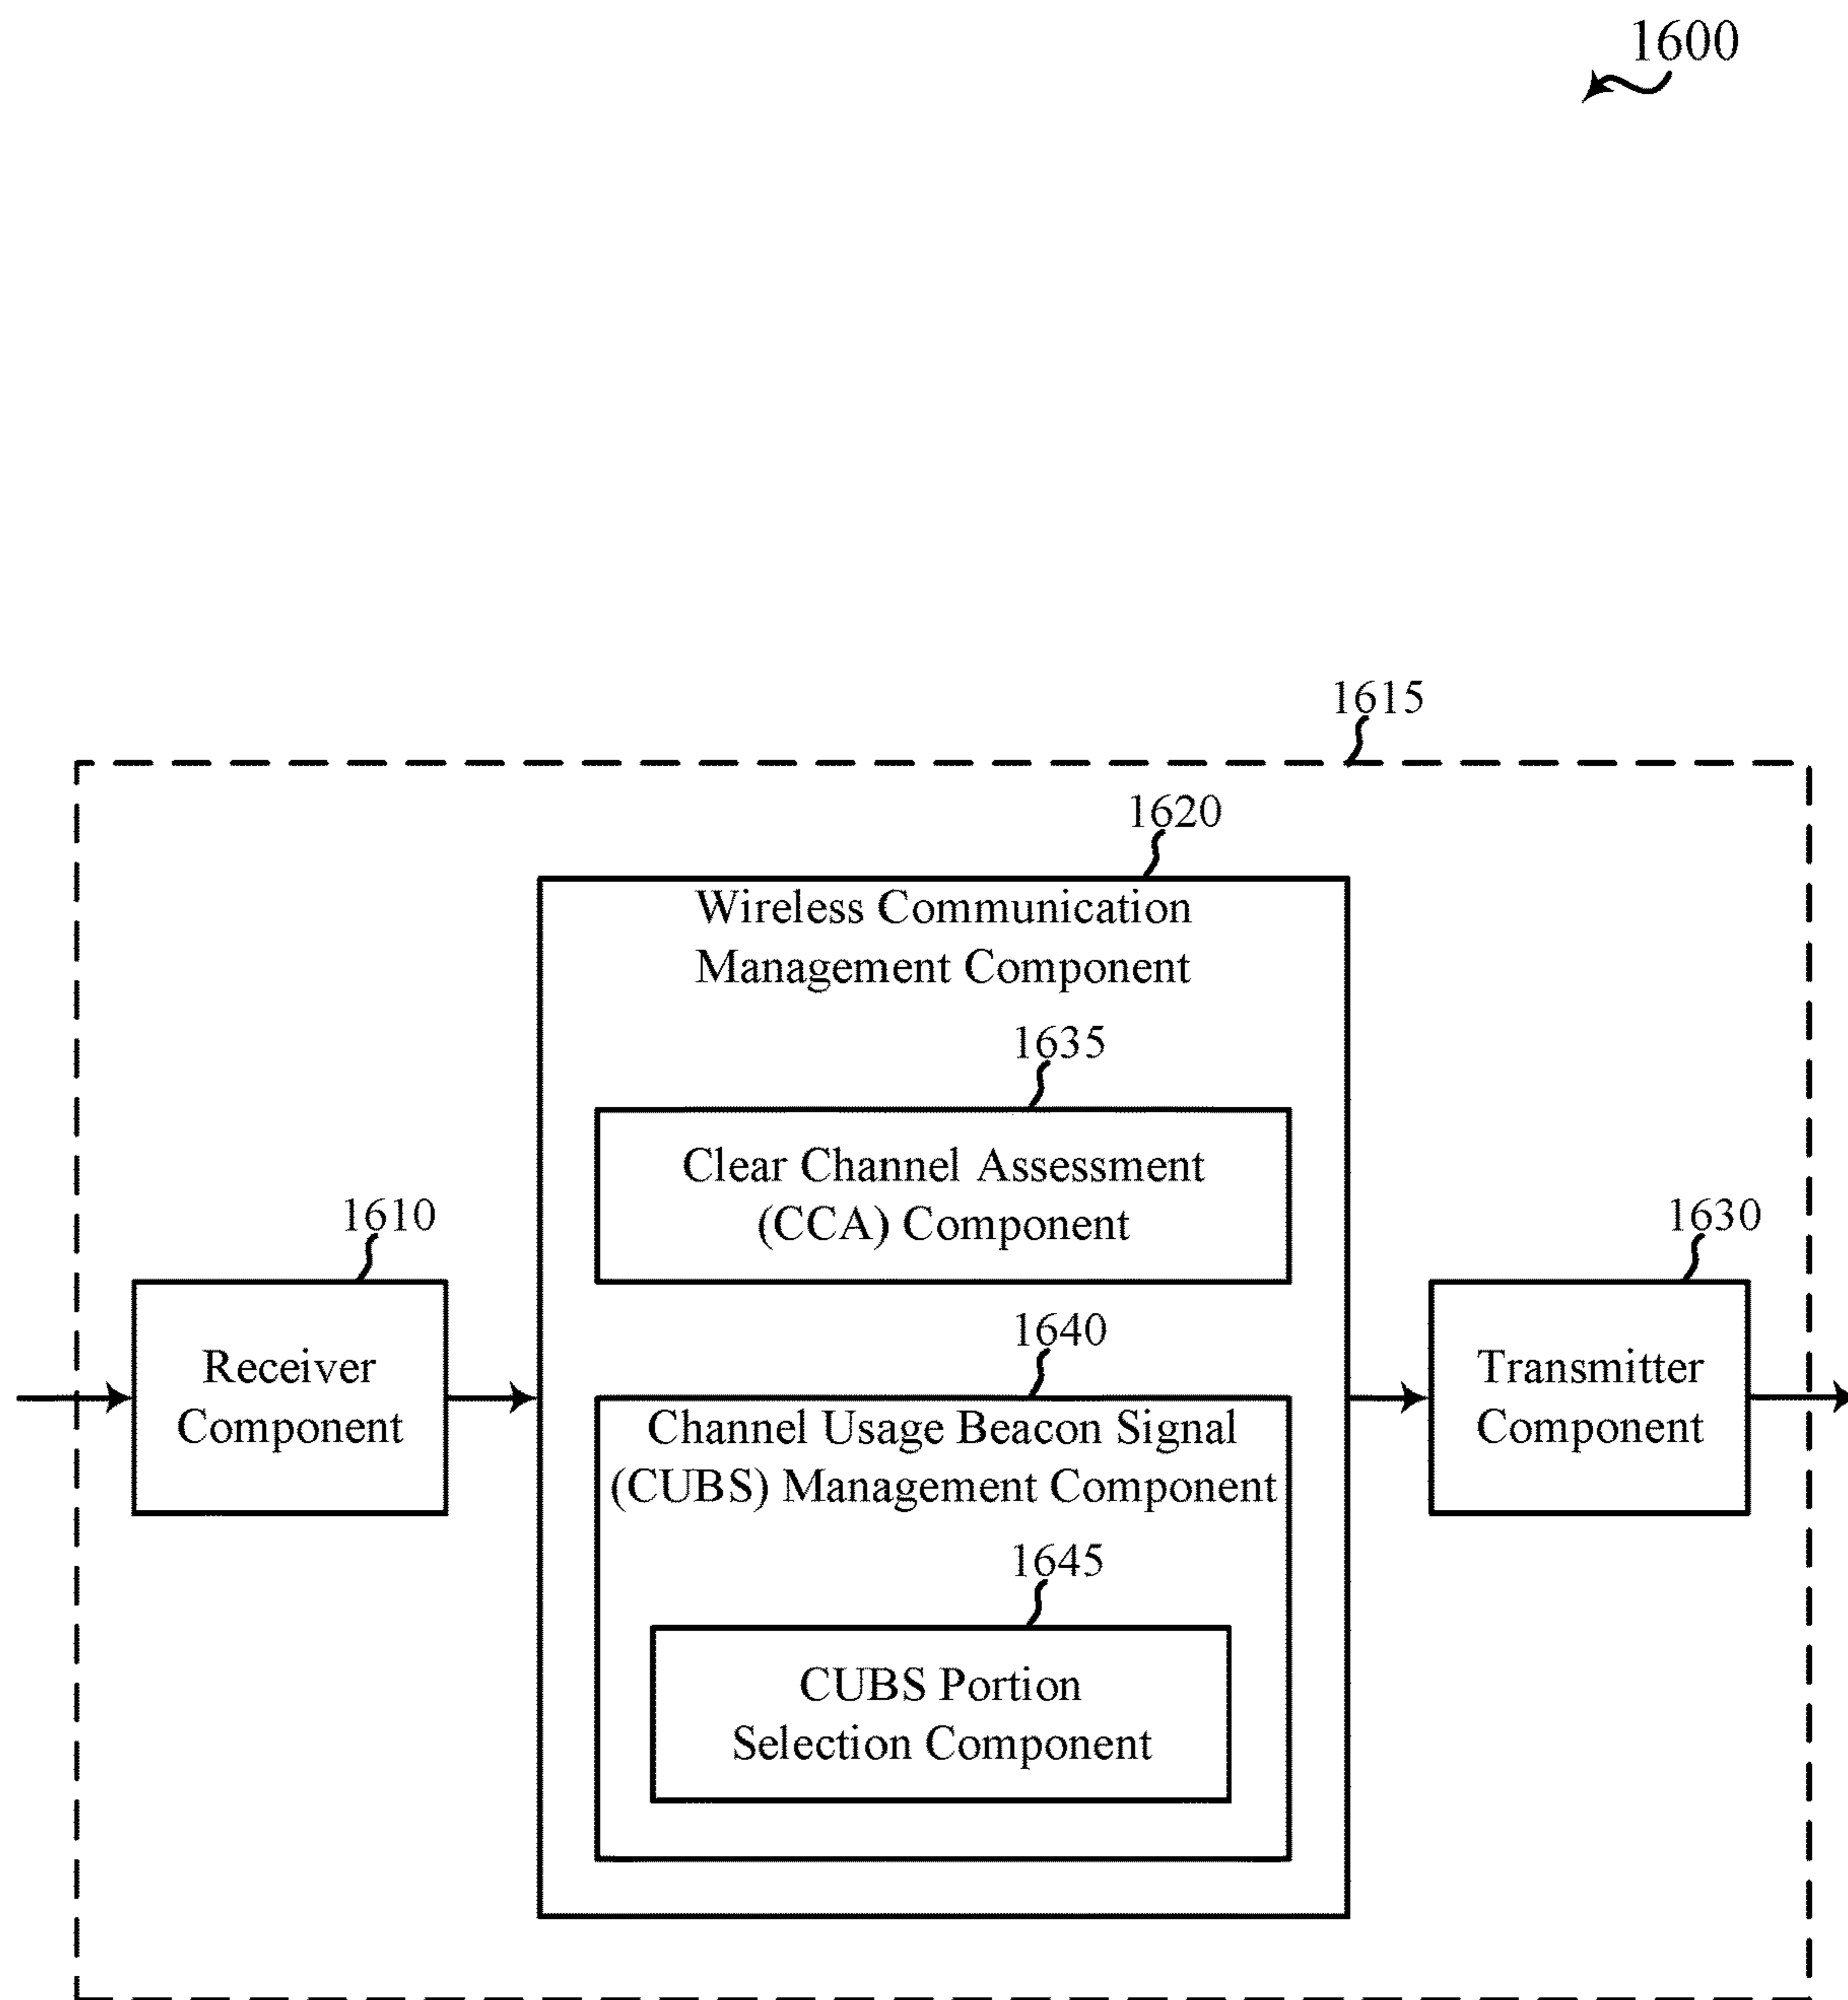 1600
1615
1620
Wireless Communication
Management Component
1635
Clear Channel Assessment
(CCA) Component
1610
Receiver
Component
1630
Transmitter
Component
1640
Channel Usage Beacon Signal
(CUBS) Management Component
1645
CUBS Portion
Selection Component